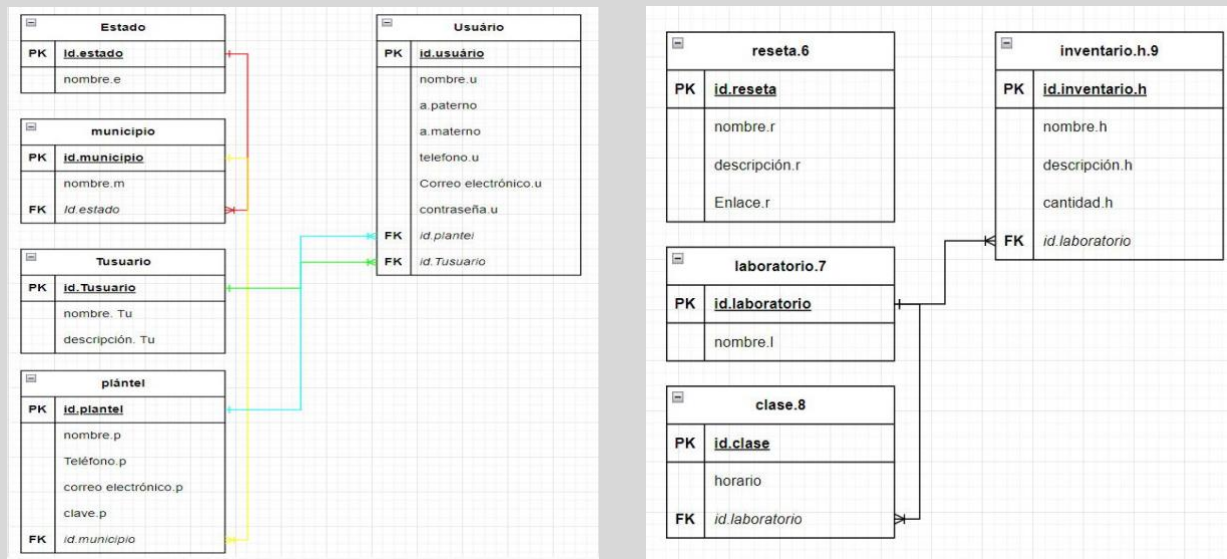 Estado
PK Id.estado
nombre.e
municipio
PK id.municipio
nombre.m
FK Id.estado
Tusuario
PK id.Tusuario
nombre. Tu
descripción. Tu
plántel
PK id.plantel
nombre.p
Teléfono.p
correo electrónico.p
clave.p
FK id.municipio
Usuário
PK id.usuário
nombre.u
a.paterno
a.materno
telefono.u
Correo electrónico.u
contraseña.u
FK id.plantei
FK id.Tusuario
reseta.6
PK id.reseta
nombre.r
descripción.r
Enlace.r
laboratorio.7
PK id.laboratorio
nombre.l
clase.8
PK id.clase
horario
FK id.laboratorio
inventario.h.9
PK id.inventario.h
nombre.h
descripción.h
cantidad.h
FK id.laboratorio